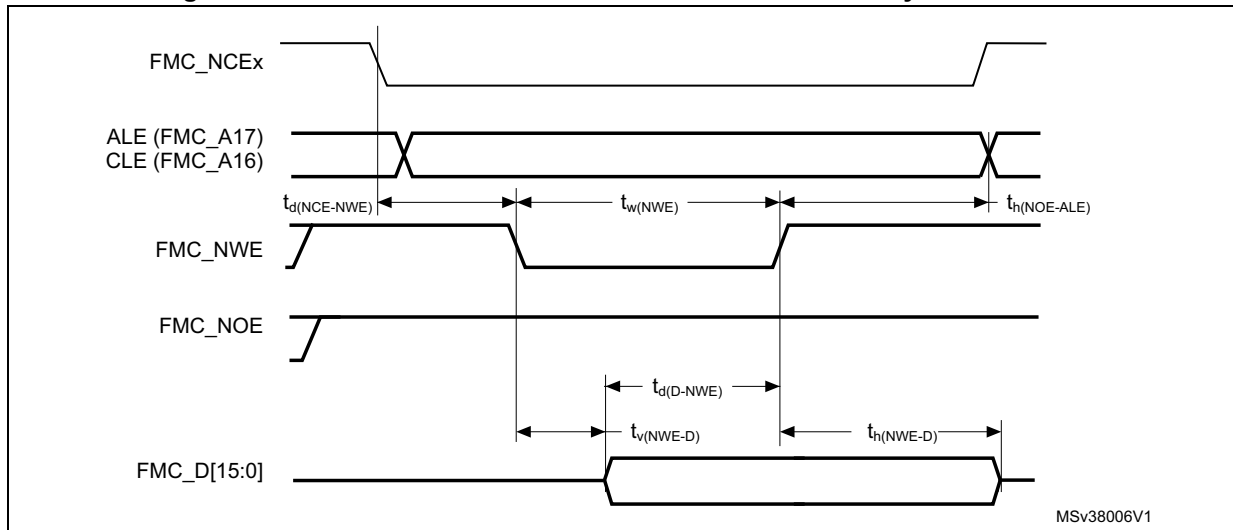 FMC_NCEx
ALE (FMC_A17)
CLE (FMC_A16)
td(NCE-NWE)
tw(NWE)
th(NOE-ALE)
FMC_NWE
FMC_NOE
td(D-NWE)
tv(NWE-D)
th(NWE-D)
FMC_D[15:0]
MSv38006V1